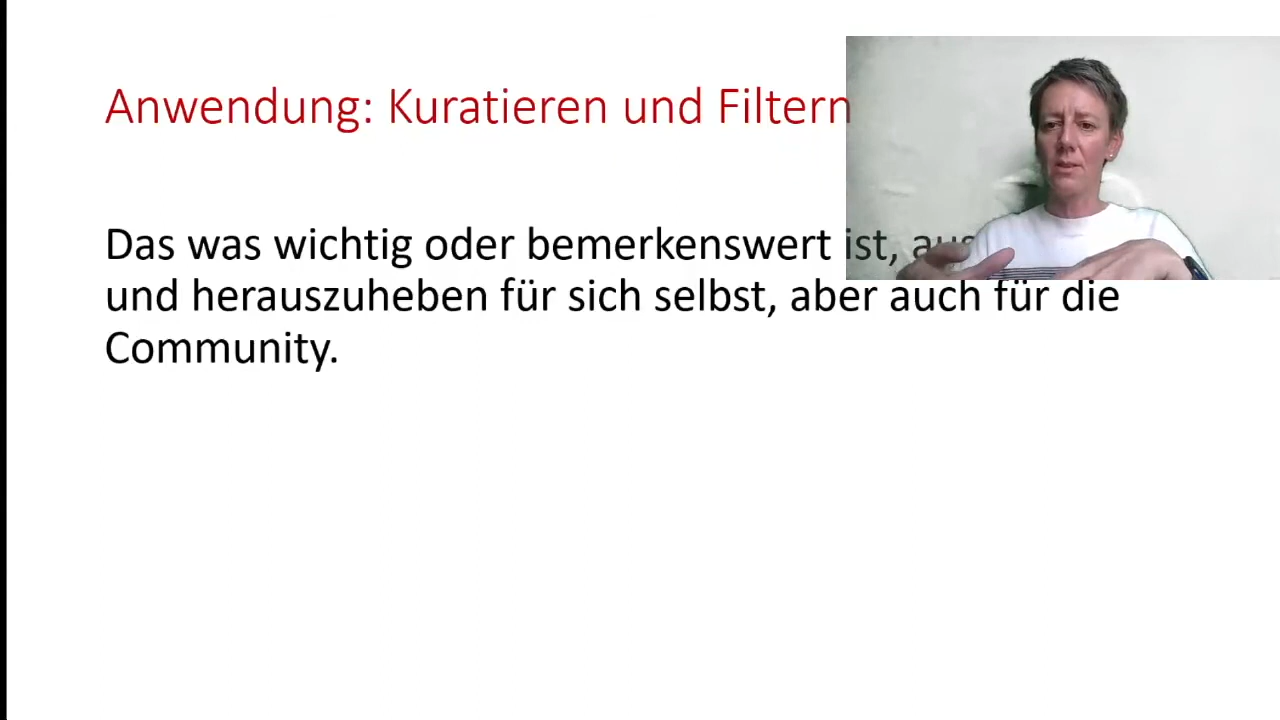 Anwendung: Kuratieren und Filtern
Das was wichtig oder bemerkenswert ist,
und herauszuheben für sich selbst, aber auch für die
Community.